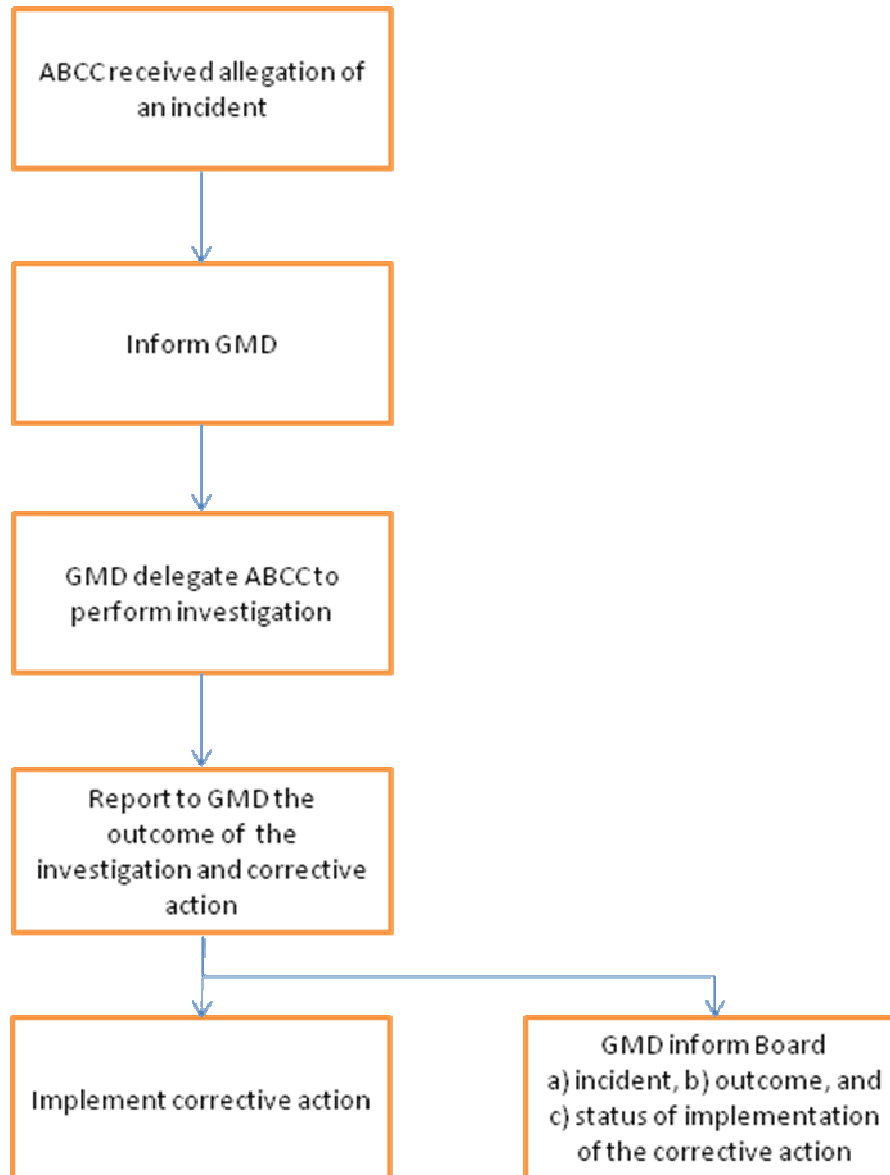 ABCC received allegation of
an incident
Inform GMD
GMD delegate ABCC to
perform investigation
Report to GMD the
outcome of the
investigation and corrective
action
Implement corrective action
GMD inform Board
a) incident, b) outcome, and
c) status of implementation
of the corrective action